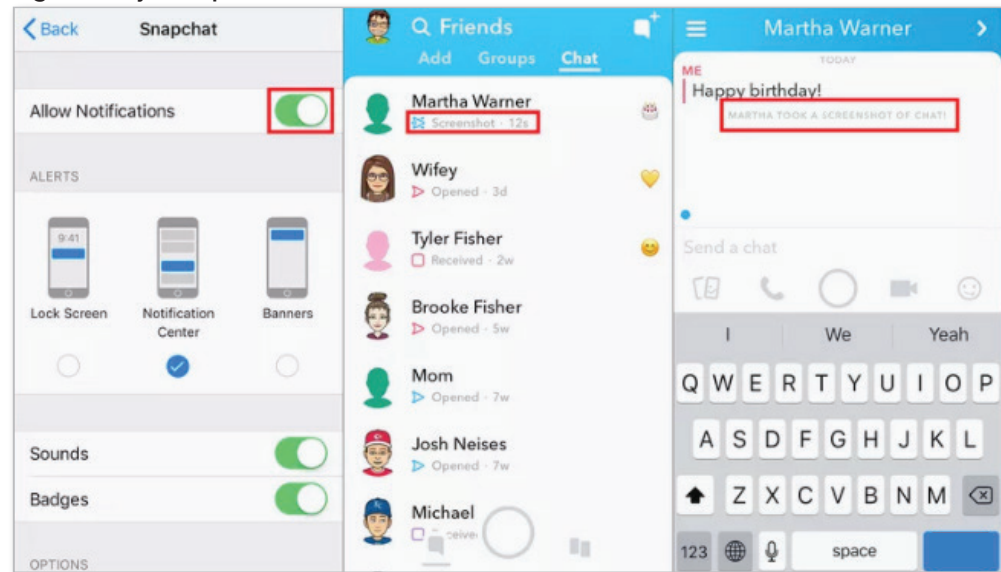 Back Snapchat
Allow Notifications
ALERTS
9:41
Lock Screen Notification Center Banners
Sounds
Badges
OPTIONS
Friends
Add Groups Chat
Martha Warner
Screenshot · 12s
Wifey
Opened · 3d
Tyler Fisher
Received · 2w
Brooke Fisher
Opened · 5w
Mom
Opened · 7w
Josh Neises
Opened · 7w
Michael
Martha Warner
TODAY
ME
Happy birthday!
MARTHA TOOK A SCREENSHOT OF CHAT!
Send a chat
I We Yeah
Q W E R T Y U I O P
A S D F G H J K L
Z X C V B N M
123 space